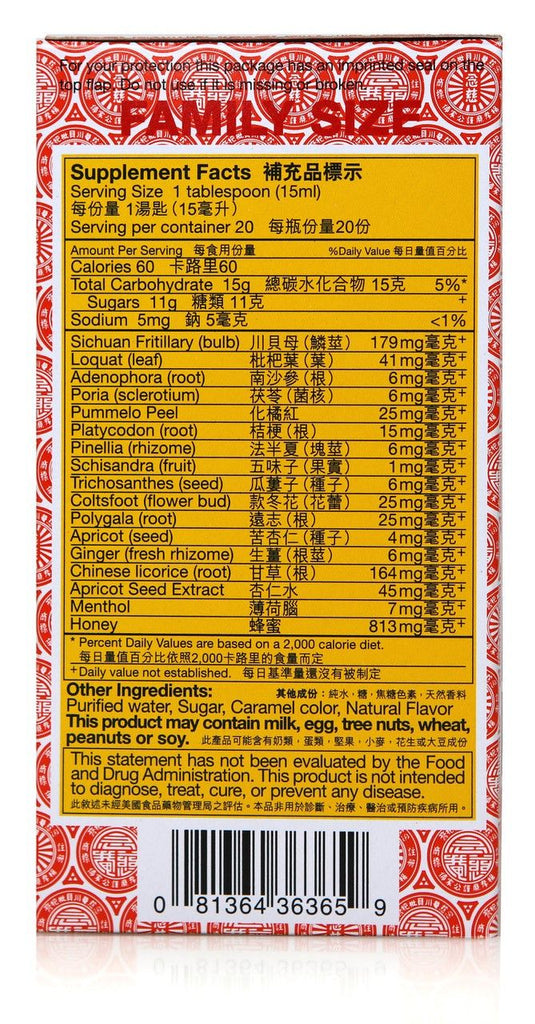 For your protection this package has an imprinted seal on the
top flap. Do not use if it is missing or broken.
FAMILY SIZE
Supplement Facts 補充品標示
Serving Size 1 tablespoon (15ml)
每份量 1湯匙 (15毫升)
Serving per container 20 每瓶份量20份
Amount Per Serving 每食用份量 %Daily Value 每日量值百分比
Calories 60 卡路里60
Total Carbohydrate 15g 總碳水化合物 15克 5%*
Sugars 11g 糖類 11克 +
Sodium 5mg 鈉 5毫克 <1%
Sichuan Fritillary (bulb) 川貝母 (鱗莖) 179mg毫克+
Loquat (leaf) 枇杷葉 (葉) 41mg毫克+
Adenophora (root) 南沙參 (根) 6mg毫克+
Poria (sclerotium) 茯苓 (菌核) 6mg毫克+
Pummelo Peel 化橘紅 25mg毫克+
Platycodon (root) 桔梗 (根) 15mg毫克+
Pinellia (rhizome) 法半夏 (塊莖) 6mg毫克+
Schisandra (fruit) 五味子 (果實) 1mg毫克+
Trichosanthes (seed) 瓜蔞子 (種子) 6mg毫克+
Coltsfoot (flower bud) 款冬花 (花蕾) 25mg毫克+
Polygala (root) 遠志 (根) 25mg毫克+
Apricot (seed) 苦杏仁 (種子) 4mg毫克+
Ginger (fresh rhizome) 生薑 (根莖) 6mg毫克+
Chinese licorice (root) 甘草 (根) 164mg毫克+
Apricot Seed Extract 杏仁水 45mg毫克+
Menthol 薄荷腦 7mg毫克+
Honey 蜂蜜 813mg毫克+
* Percent Daily Values are based on a 2,000 calorie diet.
每日量值百分比依照2,000卡路里的食量而定
+Daily value not established. 每日基準量還沒有被制定
Other Ingredients: 其他成份：純水，糖，焦糖色素，天然香料
Purified water, Sugar, Caramel color, Natural Flavor
This product may contain milk, egg, tree nuts, wheat,
peanuts or soy. 此產品可能含有奶類，蛋類，堅果，小麥，花生或大豆成份
This statement has not been evaluated by the Food
and Drug Administration. This product is not intended
to diagnose, treat, cure, or prevent any disease.
此敘述未經美國食品藥物管理局之評估。本品非用於診斷、治療、醫治或預防疾病所用。
0 81364 36365 9